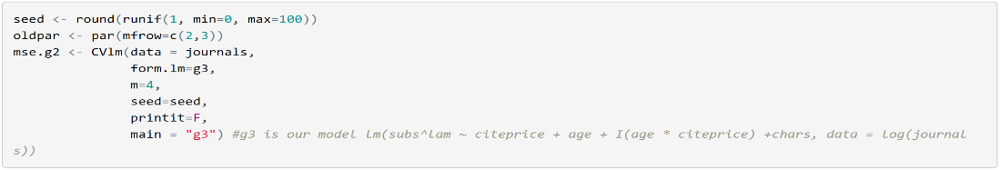 seed <- round(runif(1, min=0, max=100))
oldpar <- par(mfrow=c(2,3))
mse.g2 <- CVlm(data = journals,
form.lm=g3,
m=4,
seed=seed,
printit=F,
main = "g3") #g3 is our model lm(subs^lam ~ citeprice + age + I(age * citeprice) +chars, data = log(journal
s))